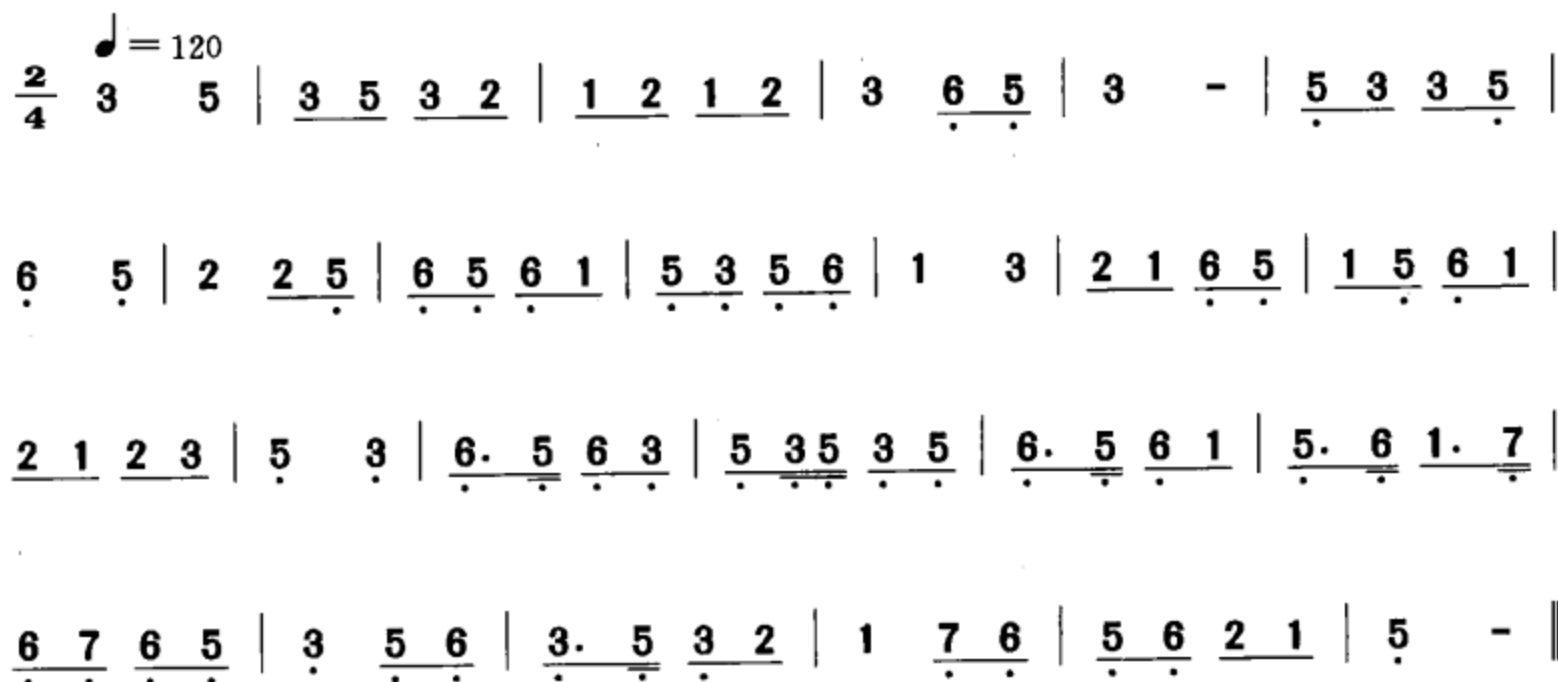 ♩= 120
2/4 3 5 | 3 5 3 2 | 1 2 1 2 | 3 6̣ 5̣ | 3 - | 5̣ 3 3 5̣ |
6̣ 5̣ | 2 2 5̣ | 6̣ 5̣ 6̣ 1 | 5̣ 3̣ 5̣ 6̣ | 1 3 | 2 1 6̣ 5̣ | 1 5̣ 6̣ 1 |
2 1 2 3 | 5̣ 3̣ | 6̣. 5̣ 6̣ 3̣ | 5̣ 3̣ 5̣ 3̣ 5̣ | 6̣. 5̣ 6̣ 1 | 5̣. 6̣ 1. 7̣ |
6̣ 7̣ 6̣ 5̣ | 3̣ 5̣ 6̣ | 3̣. 5̣ 3̣ 2 | 1 7̣ 6̣ | 5̣ 6̣ 2 1 | 5̣ - ‖